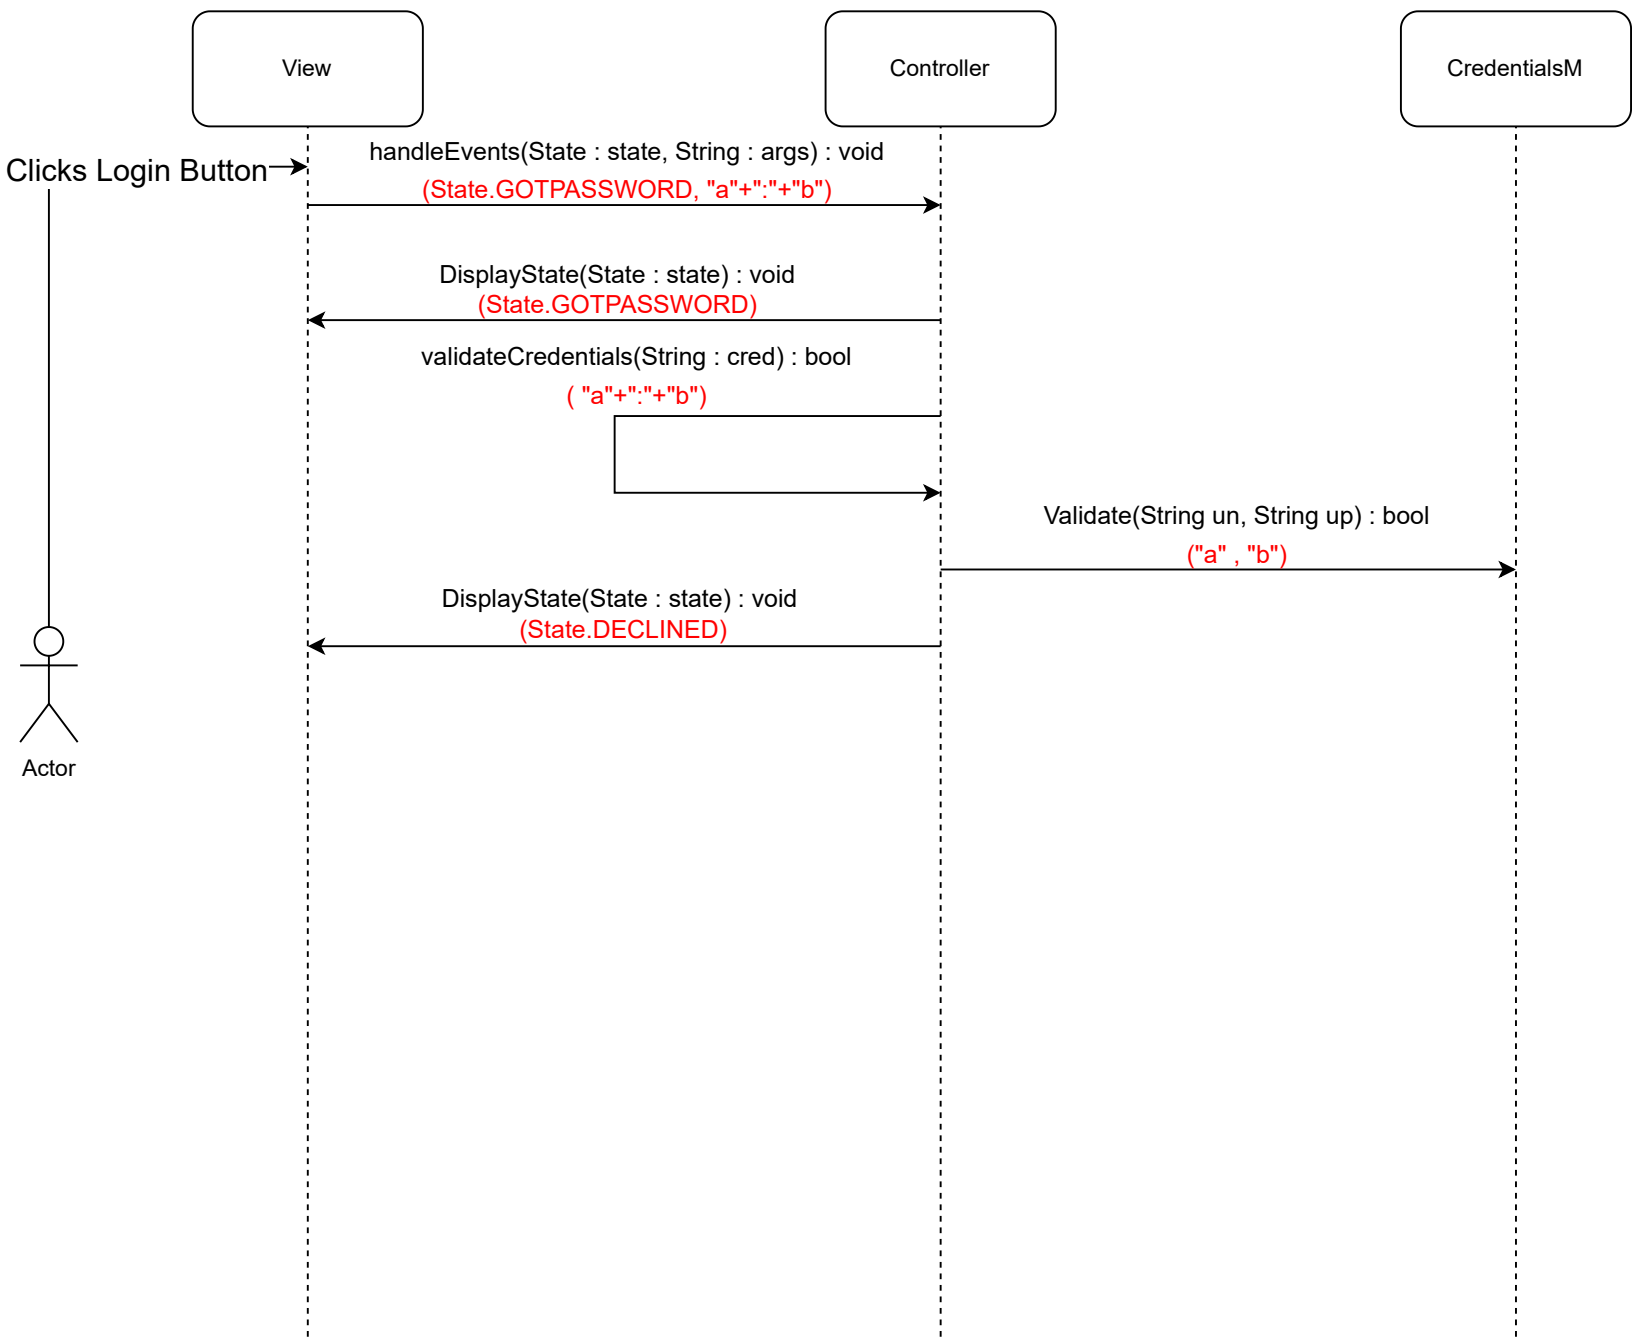 View
Controller
CredentialsM
Clicks Login Button
handleEvents(State : state, String : args) : void
(State.GOTPASSWORD, "a"+":"+"b")
DisplayState(State : state) : void
(State.GOTPASSWORD)
validateCredentials(String : cred) : bool
( "a"+":"+"b")
Validate(String un, String up) : bool
("a" , "b")
DisplayState(State : state) : void
(State.DECLINED)
Actor